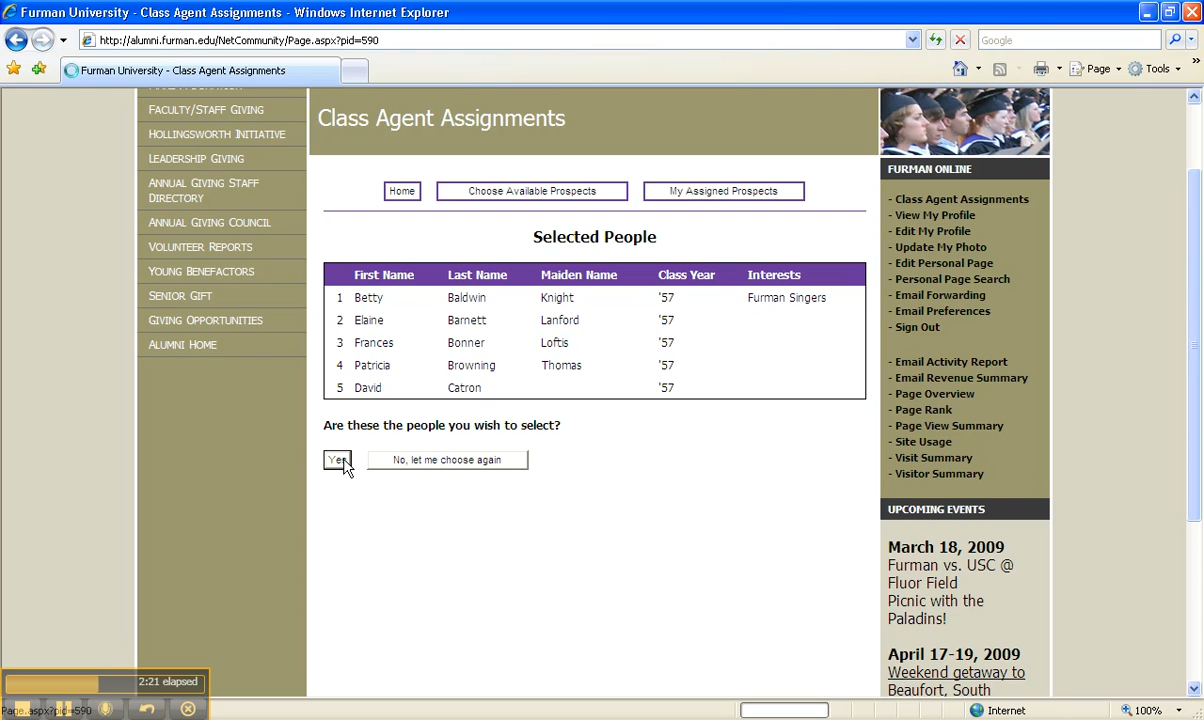 Furman University - Class Agent Assignments - Windows Internet Explorer
http://alumni.furman.edu/NetCommunity/Page.aspx?pid=590
Google
Furman University - Class Agent Assignments
Page
Tools
FACULTY/STAFF GIVING
HOLLINGSWORTH INITIATIVE
LEADERSHIP GIVING
ANNUAL GIVING STAFF
DIRECTORY
ANNUAL GIVING COUNCIL
VOLUNTEER REPORTS
YOUNG BENEFACTORS
SENIOR GIFT
GIVING OPPORTUNITIES
ALUMNI HOME
Class Agent Assignments
Home Choose Available Prospects My Assigned Prospects
Selected People
First Name Last Name Maiden Name Class Year Interests
1 Betty Baldwin Knight '57 Furman Singers
2 Elaine Barnett Lanford '57
3 Frances Bonner Loftis '57
4 Patricia Browning Thomas '57
5 David Catron '57
Are these the people you wish to select?
Yes No, let me choose again
FURMAN ONLINE
- Class Agent Assignments
- View My Profile
- Edit My Profile
- Update My Photo
- Edit Personal Page
- Personal Page Search
- Email Forwarding
- Email Preferences
- Sign Out
- Email Activity Report
- Email Revenue Summary
- Page Overview
- Page Rank
- Page View Summary
- Site Usage
- Visit Summary
- Visitor Summary
UPCOMING EVENTS
March 18, 2009
Furman vs. USC @
Fluor Field
Picnic with the
Paladins!
April 17-19, 2009
Weekend getaway to
Beaufort, South
2:21 elapsed
Page.aspx?pid=590
Internet
100%